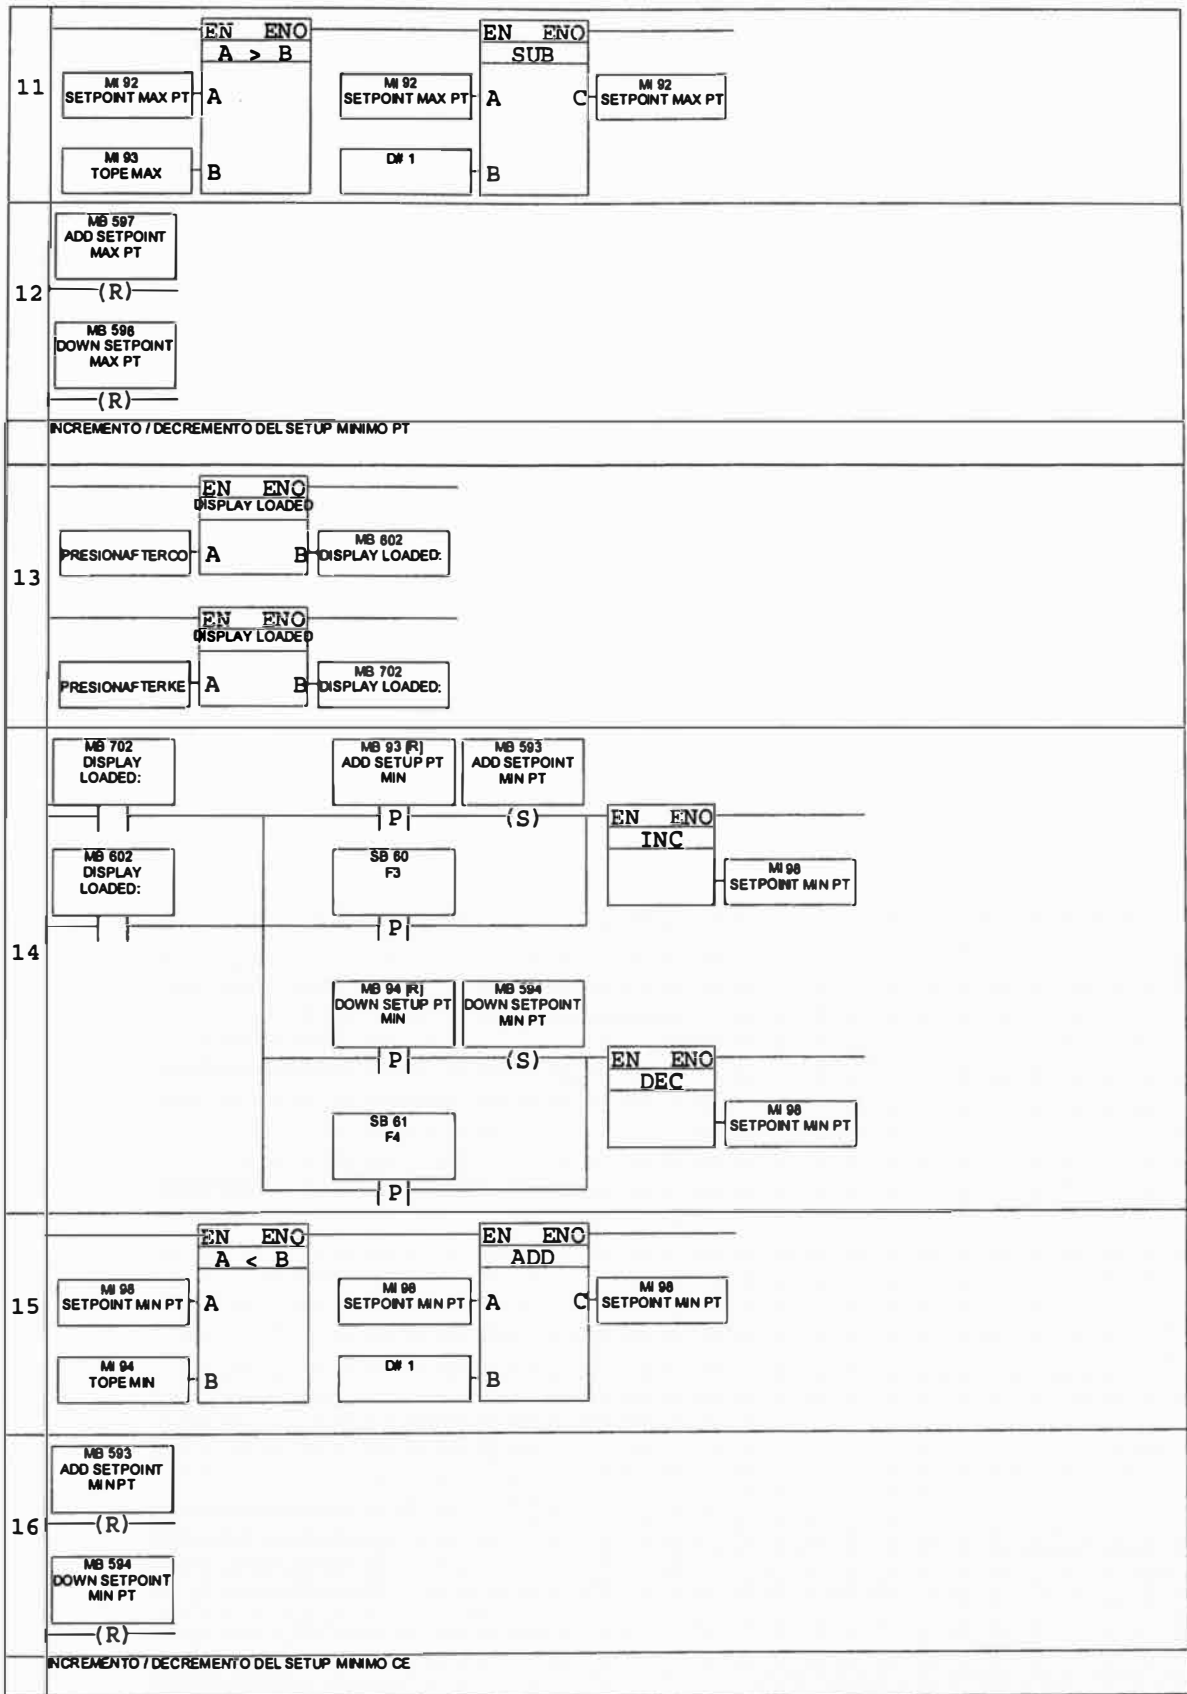 EN ENO
A > B
EN ENO
SUB
11
MI 92
SETPOINT MAX PT
A
MI 92
SETPOINT MAX PT
A
C
MI 92
SETPOINT MAX PT
MI 93
TOPE MAX
B
D# 1
B
MB 597
ADD SETPOINT
MAX PT
12
(R)
MB 598
DOWN SETPOINT
MAX PT
(R)
INCREMENTO / DECREMENTO DEL SETUP MINIMO PT
EN ENO
DISPLAY LOADED
PRESIONAFTERCO
A
B
MB 602
DISPLAY LOADED:
13
EN ENO
DISPLAY LOADED
PRESIONAFTERKE
A
B
MB 702
DISPLAY LOADED:
MB 702
DISPLAY
LOADED:
MB 93 [R]
ADD SETUP PT
MIN
MB 593
ADD SETPOINT
MIN PT
P
(S)
EN ENO
INC
MB 602
DISPLAY
LOADED:
SB 60
F3
MI 98
SETPOINT MIN PT
P
14
MB 94 [R]
DOWN SETUP PT
MIN
MB 594
DOWN SETPOINT
MIN PT
P
(S)
EN ENO
DEC
SB 61
F4
MI 98
SETPOINT MIN PT
P
EN ENO
A < B
EN ENO
ADD
15
MI 98
SETPOINT MIN PT
A
MI 98
SETPOINT MIN PT
A
C
MI 98
SETPOINT MIN PT
MI 94
TOPE MIN
B
D# 1
B
MB 593
ADD SETPOINT
MIN PT
16
(R)
MB 594
DOWN SETPOINT
MIN PT
(R)
INCREMENTO / DECREMENTO DEL SETUP MINIMO CE